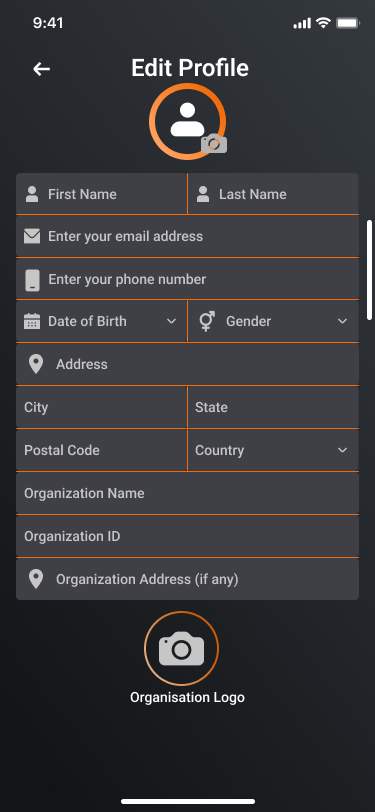 9:41
Edit Profile
First Name Last Name
Enter your email address
Enter your phone number
Date of Birth Gender
Address
City State
Postal Code Country
Organization Name
Organization ID
Organization Address (if any)
Organisation Logo